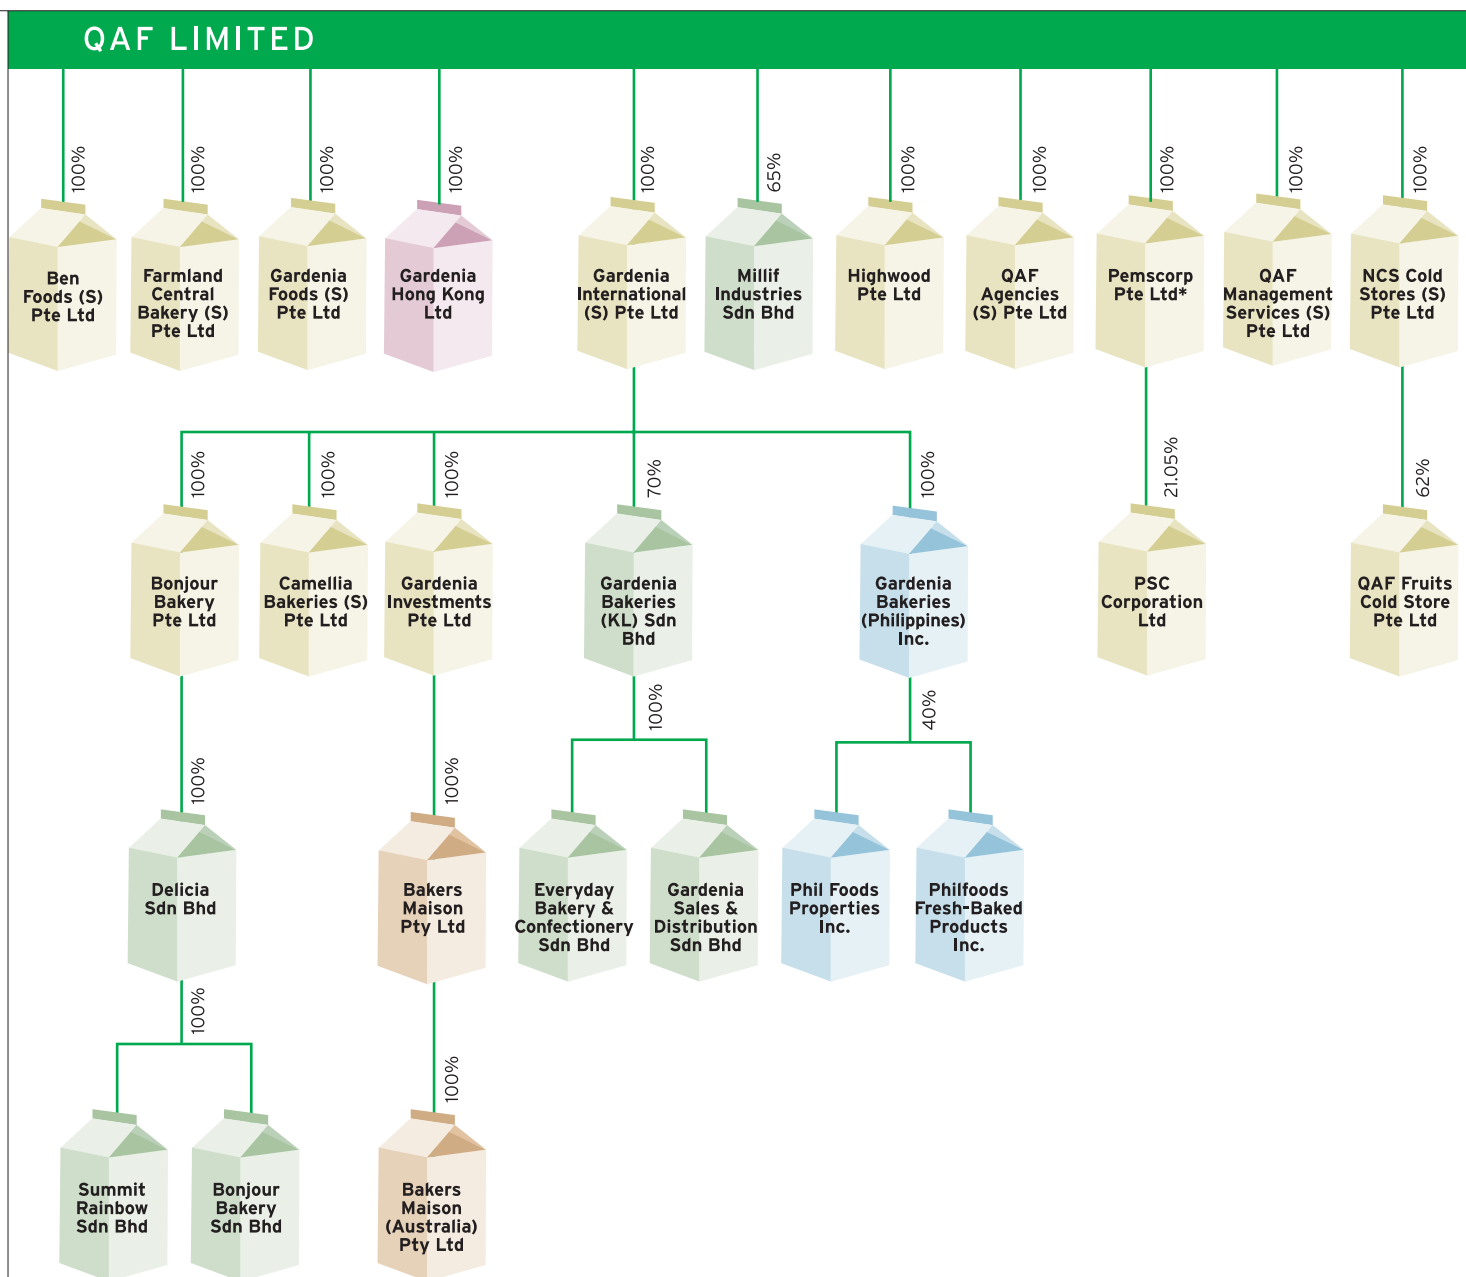 QAF LIMITED
100%
100%
100%
100%
100%
65%
100%
100%
100%
100%
100%
Ben
Foods (S)
Pte Ltd
Farmland
Central
Bakery (S)
Pte Ltd
Gardenia
Foods (S)
Pte Ltd
Gardenia
Hong Kong
Ltd
Gardenia
International
(S) Pte Ltd
Millif
Industries
Sdn Bhd
Highwood
Pte Ltd
QAF
Agencies
(S) Pte Ltd
Pemscorp
Pte Ltd*
QAF
Management
Services (S)
Pte Ltd
NCS Cold
Stores (S)
Pte Ltd
100%
100%
100%
70%
100%
21.05%
62%
Bonjour
Bakery
Pte Ltd
Camellia
Bakeries (S)
Pte Ltd
Gardenia
Investments
Pte Ltd
Gardenia
Bakeries
(KL) Sdn
Bhd
Gardenia
Bakeries
(Philippines)
Inc.
PSC
Corporation
Ltd
QAF Fruits
Cold Store
Pte Ltd
100%
100%
100%
40%
Delicia
Sdn Bhd
Bakers
Maison
Pty Ltd
Everyday
Bakery &
Confectionery
Sdn Bhd
Gardenia
Sales &
Distribution
Sdn Bhd
Phil Foods
Properties
Inc.
Philfoods
Fresh-Baked
Products
Inc.
100%
100%
Summit
Rainbow
Sdn Bhd
Bonjour
Bakery
Sdn Bhd
Bakers
Maison
(Australia)
Pty Ltd